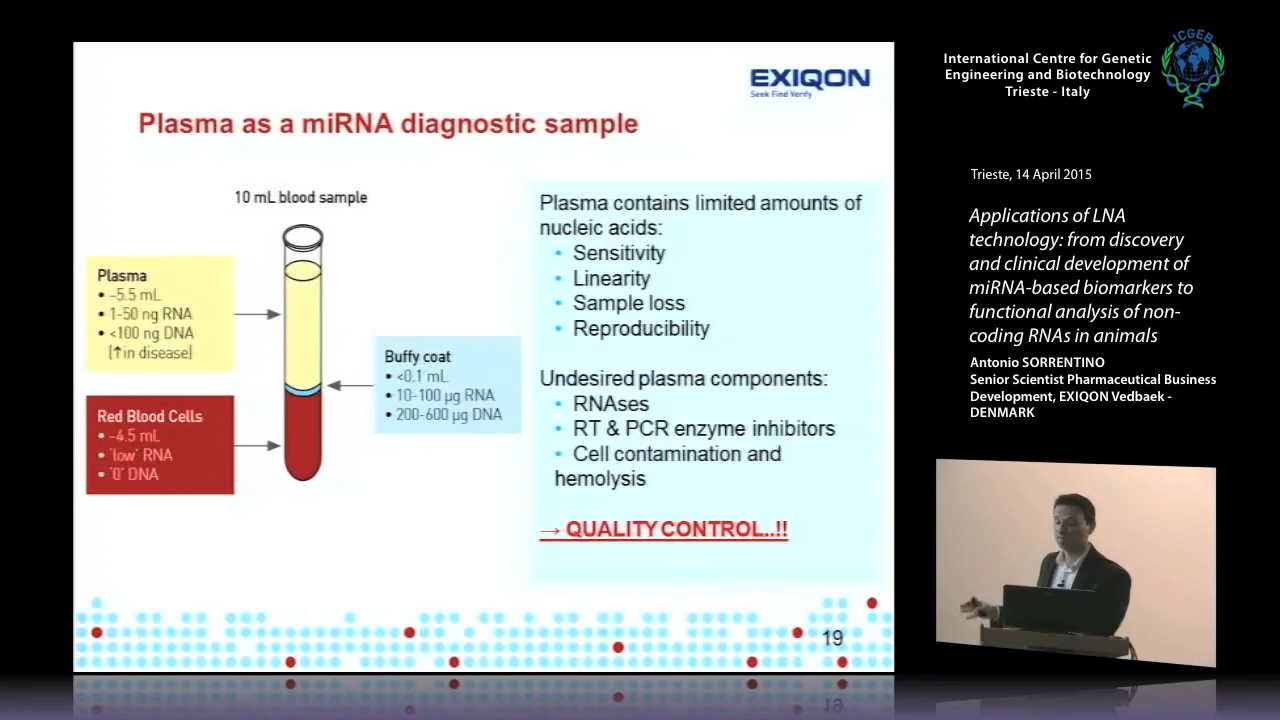 EXIQON
Seek Find Verify
Plasma as a miRNA diagnostic sample
10 mL blood sample
Plasma
• ~5.5 mL
• 1-50 ng RNA
• <100 ng DNA
(↑in disease)
Red Blood Cells
• ~4.5 mL
• "low" RNA
• "0" DNA
Buffy coat
• <0.1 mL
• 10-100 µg RNA
• 200-600 µg DNA
Plasma contains limited amounts of
nucleic acids:
• Sensitivity
• Linearity
• Sample loss
• Reproducibility
Undesired plasma components:
• RNAses
• RT & PCR enzyme inhibitors
• Cell contamination and
hemolysis
→ QUALITY CONTROL..!!
19
International Centre for Genetic
Engineering and Biotechnology
Trieste - Italy
ICGEB
Trieste, 14 April 2015
Applications of LNA
technology: from discovery
and clinical development of
miRNA-based biomarkers to
functional analysis of non-
coding RNAs in animals
Antonio SORRENTINO
Senior Scientist Pharmaceutical Business
Development, EXIQON Vedbaek -
DENMARK